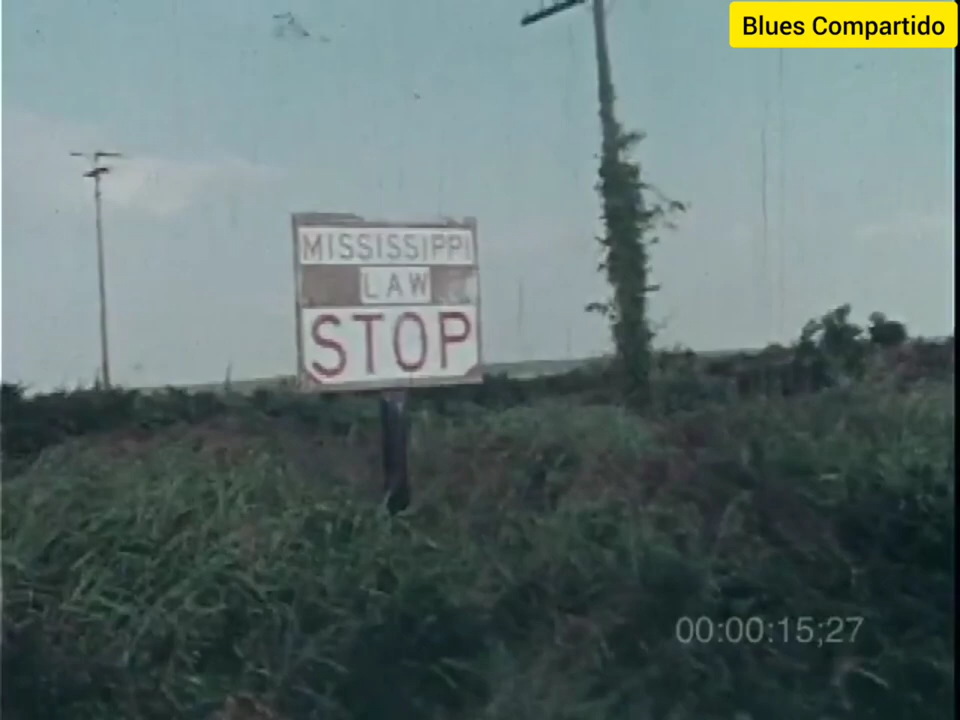 Blues Compartido
MISSISSIPPI
LAW
STOP
00:00:15;27